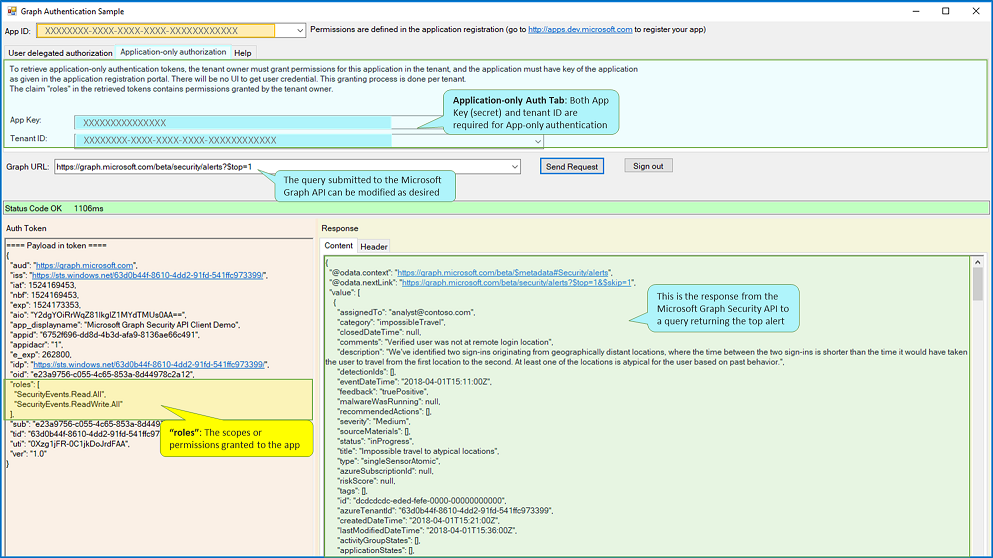 Graph Authentication Sample
App ID: XXXXXXXX-XXXX-XXXX-XXXX-XXXXXXXXXXXX Permissions are defined in the application registration (go to http://apps.dev.microsoft.com to register your app)
User delegated authorization Application-only authorization Help
To retrieve application-only authentication tokens, the tenant owner must grant permissions for this application in the tenant, and the application must have key of the application
as given in the application registration portal. There will be no UI to get user credential. This granting process is done per tenant.
The claim "roles" in the retrieved tokens contains permissions granted by the tenant owner.
Application-only Auth Tab: Both App
Key (secret) and tenant ID are
required for App-only authentication
App Key: XXXXXXXXXXXXXXX
Tenant ID: XXXXXXXX-XXXX-XXXX-XXXX-XXXXXXXXXXXX
Graph URL: https://graph.microsoft.com/beta/security/alerts?$top=1 Send Request Sign out
The query submitted to the Microsoft
Graph API can be modified as desired
Status Code OK 1106ms
Auth Token
==== Payload in token ====
{
"aud": "https://graph.microsoft.com",
"iss": "https://sts.windows.net/63d0b44f-8610-4dd2-91fd-541ffc973399/",
"iat": 1524169453,
"nbf": 1524169453,
"exp": 1524173353,
"aio": "Y2dgYOiRrWqZ81IkglZ1MYdTMUs0AA==",
"app_displayname": "Microsoft Graph Security API Client Demo",
"appid": "6752f696-dd8d-4b3d-afa9-8136ae66c491",
"appidacr": "1",
"e_exp": 262800,
"idp": "https://sts.windows.net/63d0b44f-8610-4dd2-91fd-541ffc973399/",
"oid": "e23a9756-c055-4c65-853a-8d44978c2a12",
"roles": [
"SecurityEvents.Read.All",
"SecurityEvents.ReadWrite.All"
],
"sub": "e23a9756-c055-4c65-853a-8d449
"tid": "63d0b44f-8610-4dd2-91fd-541ffc97
"uti": "0Xzg1jFR-0C1jkDoJrdFAA",
"ver": "1.0"
}
"roles": The scopes or
permissions granted to the app
Response
Content Header
{
"@odata.context": "https://graph.microsoft.com/beta/$metadata#Security/alerts",
"@odata.nextLink": "https://graph.microsoft.com/beta/security/alerts?$top=1&$skip=1",
"value": [
{
"assignedTo": "analyst@contoso.com",
"category": "impossibleTravel",
"closedDateTime": null,
"comments": "Verified user was not at remote login location",
"description": "We've identified two sign-ins originating from geographically distant locations, where the time between the two sign-ins is shorter than the time it would have taken
the user to travel from the first location to the second. At least one of the locations is atypical for the user based on past behavior.",
"detectionIds": [],
"eventDateTime": "2018-04-01T15:11:00Z",
"feedback": "truePositive",
"malwareWasRunning": null,
"recommendedActions": [],
"severity": "Medium",
"sourceMaterials": [],
"status": "inProgress",
"title": "Impossible travel to atypical locations",
"type": "singleSensorAtomic",
"azureSubscriptionId": null,
"riskScore": null,
"tags": [],
"id": "dcdcdcdc-eded-fefe-0000-00000000000",
"azureTenantId": "63d0b44f-8610-4dd2-91fd-541ffc973399",
"createdDateTime": "2018-04-01T15:21:00Z",
"lastModifiedDateTime": "2018-04-01T15:36:00Z",
"activityGroupStates": [],
"applicationStates": [],
This is the response from the
Microsoft Graph Security API to
a query returning the top alert